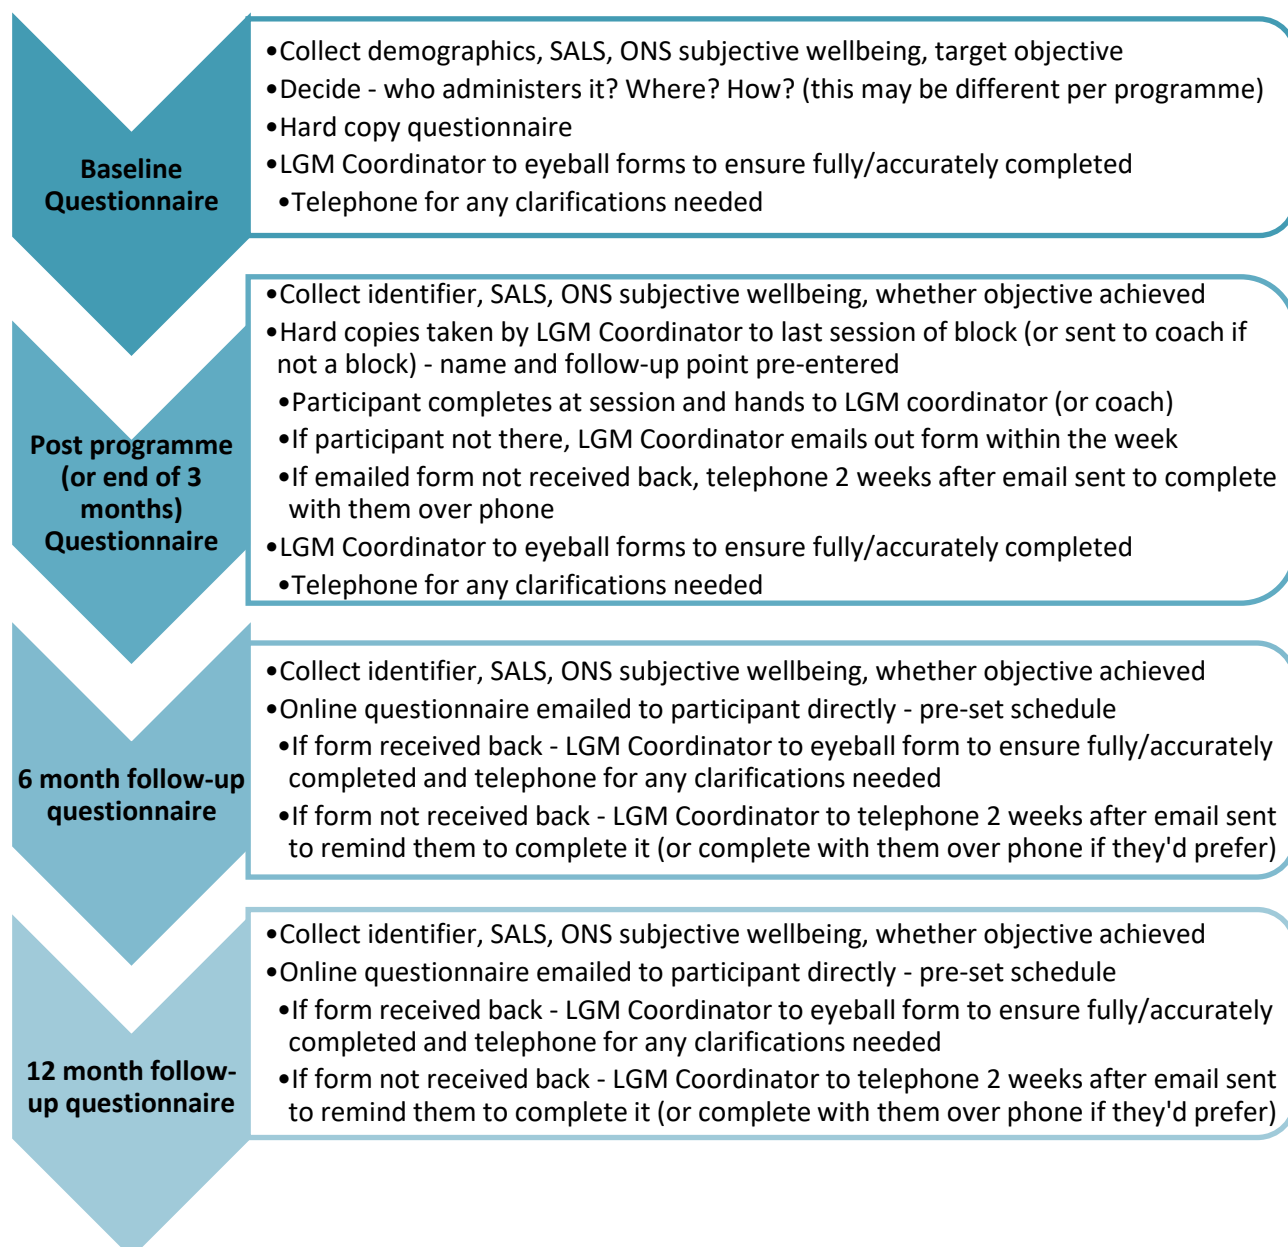 Baseline
Questionnaire
•Collect demographics, SALS, ONS subjective wellbeing, target objective
•Decide - who administers it? Where? How? (this may be different per programme)
•Hard copy questionnaire
•LGM Coordinator to eyeball forms to ensure fully/accurately completed
•Telephone for any clarifications needed
Post programme
(or end of 3
months)
Questionnaire
•Collect identifier, SALS, ONS subjective wellbeing, whether objective achieved
•Hard copies taken by LGM Coordinator to last session of block (or sent to coach if
not a block) - name and follow-up point pre-entered
•Participant completes at session and hands to LGM coordinator (or coach)
•If participant not there, LGM Coordinator emails out form within the week
•If emailed form not received back, telephone 2 weeks after email sent to complete
with them over phone
•LGM Coordinator to eyeball forms to ensure fully/accurately completed
•Telephone for any clarifications needed
6 month follow-up
questionnaire
•Collect identifier, SALS, ONS subjective wellbeing, whether objective achieved
•Online questionnaire emailed to participant directly - pre-set schedule
•If form received back - LGM Coordinator to eyeball form to ensure fully/accurately
completed and telephone for any clarifications needed
•If form not received back - LGM Coordinator to telephone 2 weeks after email sent
to remind them to complete it (or complete with them over phone if they'd prefer)
12 month follow-
up questionnaire
•Collect identifier, SALS, ONS subjective wellbeing, whether objective achieved
•Online questionnaire emailed to participant directly - pre-set schedule
•If form received back - LGM Coordinator to eyeball form to ensure fully/accurately
completed and telephone for any clarifications needed
•If form not received back - LGM Coordinator to telephone 2 weeks after email sent
to remind them to complete it (or complete with them over phone if they'd prefer)